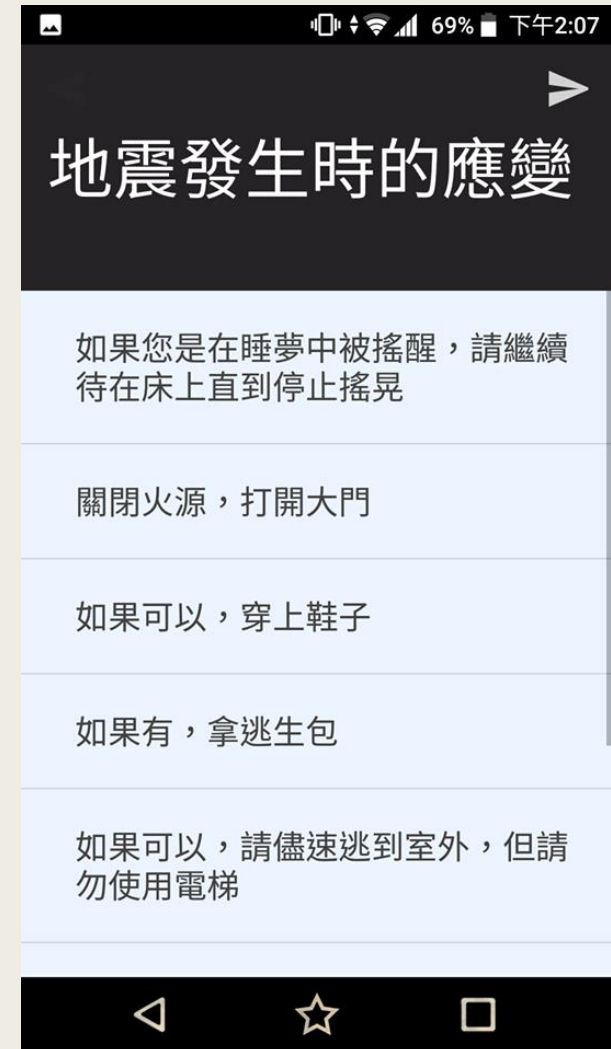 69% 下午2:07
地震發生時的應變
如果您是在睡夢中被搖醒，請繼續
待在床上直到停止搖晃
關閉火源，打開大門
如果可以，穿上鞋子
如果有，拿逃生包
如果可以，請儘速逃到室外，但請
勿使用電梯